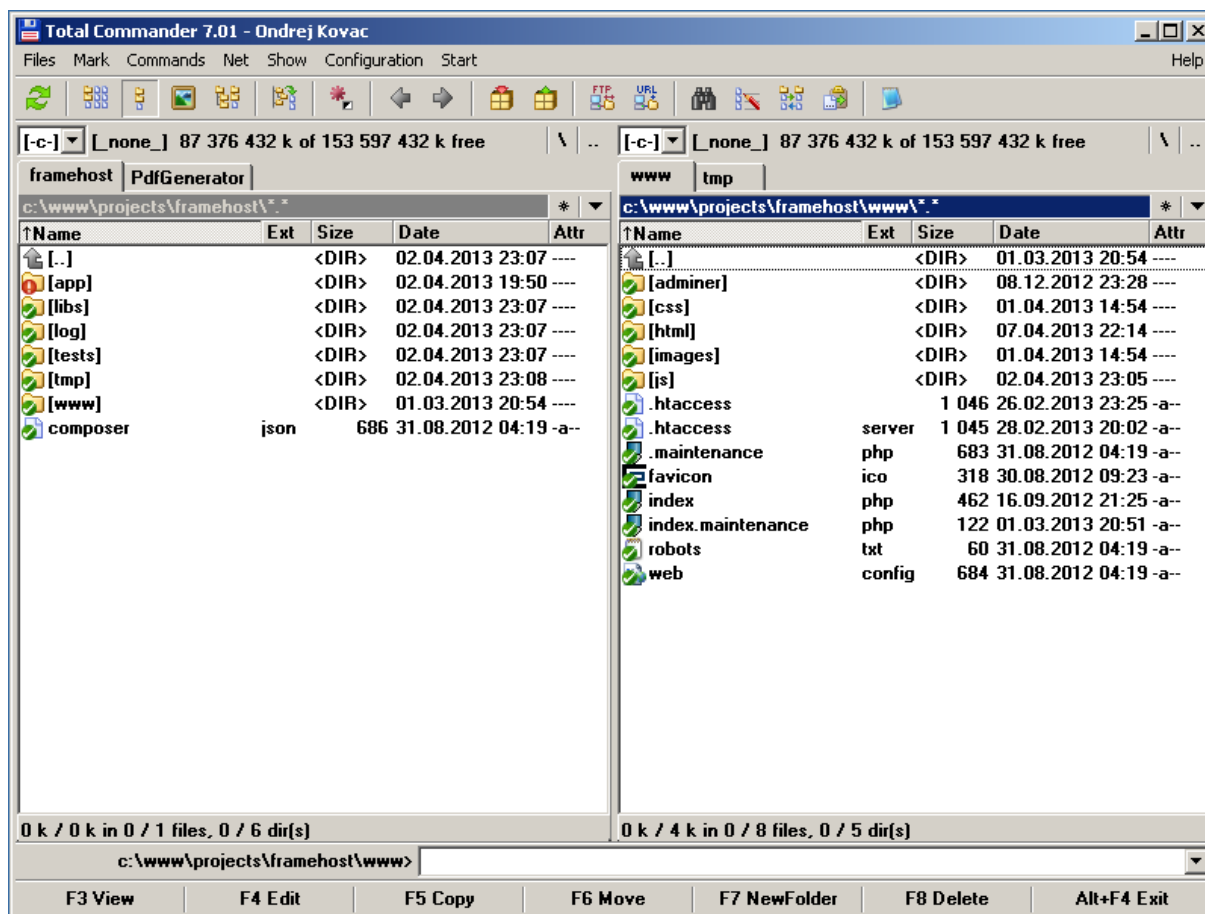 Total Commander 7.01 - Ondrej Kovac
Files Mark Commands Net Show Configuration Start Help
FTP URL
[-c-] [_none_] 87 376 432 k of 153 597 432 k free \ ..
framehost PdfGenerator
c:\www\projects\framehost\*.* * 
↑Name Ext Size Date Attr
[..] <DIR> 02.04.2013 23:07 ----
[app] <DIR> 02.04.2013 19:50 ----
[libs] <DIR> 02.04.2013 23:07 ----
[log] <DIR> 02.04.2013 23:07 ----
[tests] <DIR> 02.04.2013 23:07 ----
[tmp] <DIR> 02.04.2013 23:08 ----
[www] <DIR> 01.03.2013 20:54 ----
composer json 686 31.08.2012 04:19 -a--
0 k / 0 k in 0 / 1 files, 0 / 6 dir(s)
[-c-] [_none_] 87 376 432 k of 153 597 432 k free \ ..
www tmp
c:\www\projects\framehost\www\*.* *
↑Name Ext Size Date Attr
[..] <DIR> 01.03.2013 20:54 ----
[adminer] <DIR> 08.12.2012 23:28 ----
[css] <DIR> 01.04.2013 14:54 ----
[html] <DIR> 07.04.2013 22:14 ----
[images] <DIR> 01.04.2013 14:54 ----
[js] <DIR> 02.04.2013 23:05 ----
.htaccess 1 046 26.02.2013 23:25 -a--
.htaccess server 1 045 28.02.2013 20:02 -a--
.maintenance php 683 31.08.2012 04:19 -a--
favicon ico 318 30.08.2012 09:23 -a--
index php 462 16.09.2012 21:25 -a--
index.maintenance php 122 01.03.2013 20:51 -a--
robots txt 60 31.08.2012 04:19 -a--
web config 684 31.08.2012 04:19 -a--
0 k / 4 k in 0 / 8 files, 0 / 5 dir(s)
c:\www\projects\framehost\www>
F3 View F4 Edit F5 Copy F6 Move F7 NewFolder F8 Delete Alt+F4 Exit